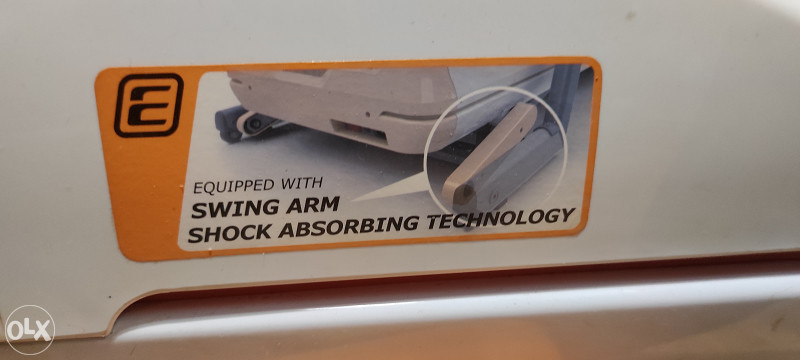 E
EQUIPPED WITH
SWING ARM
SHOCK ABSORBING TECHNOLOGY
OLX